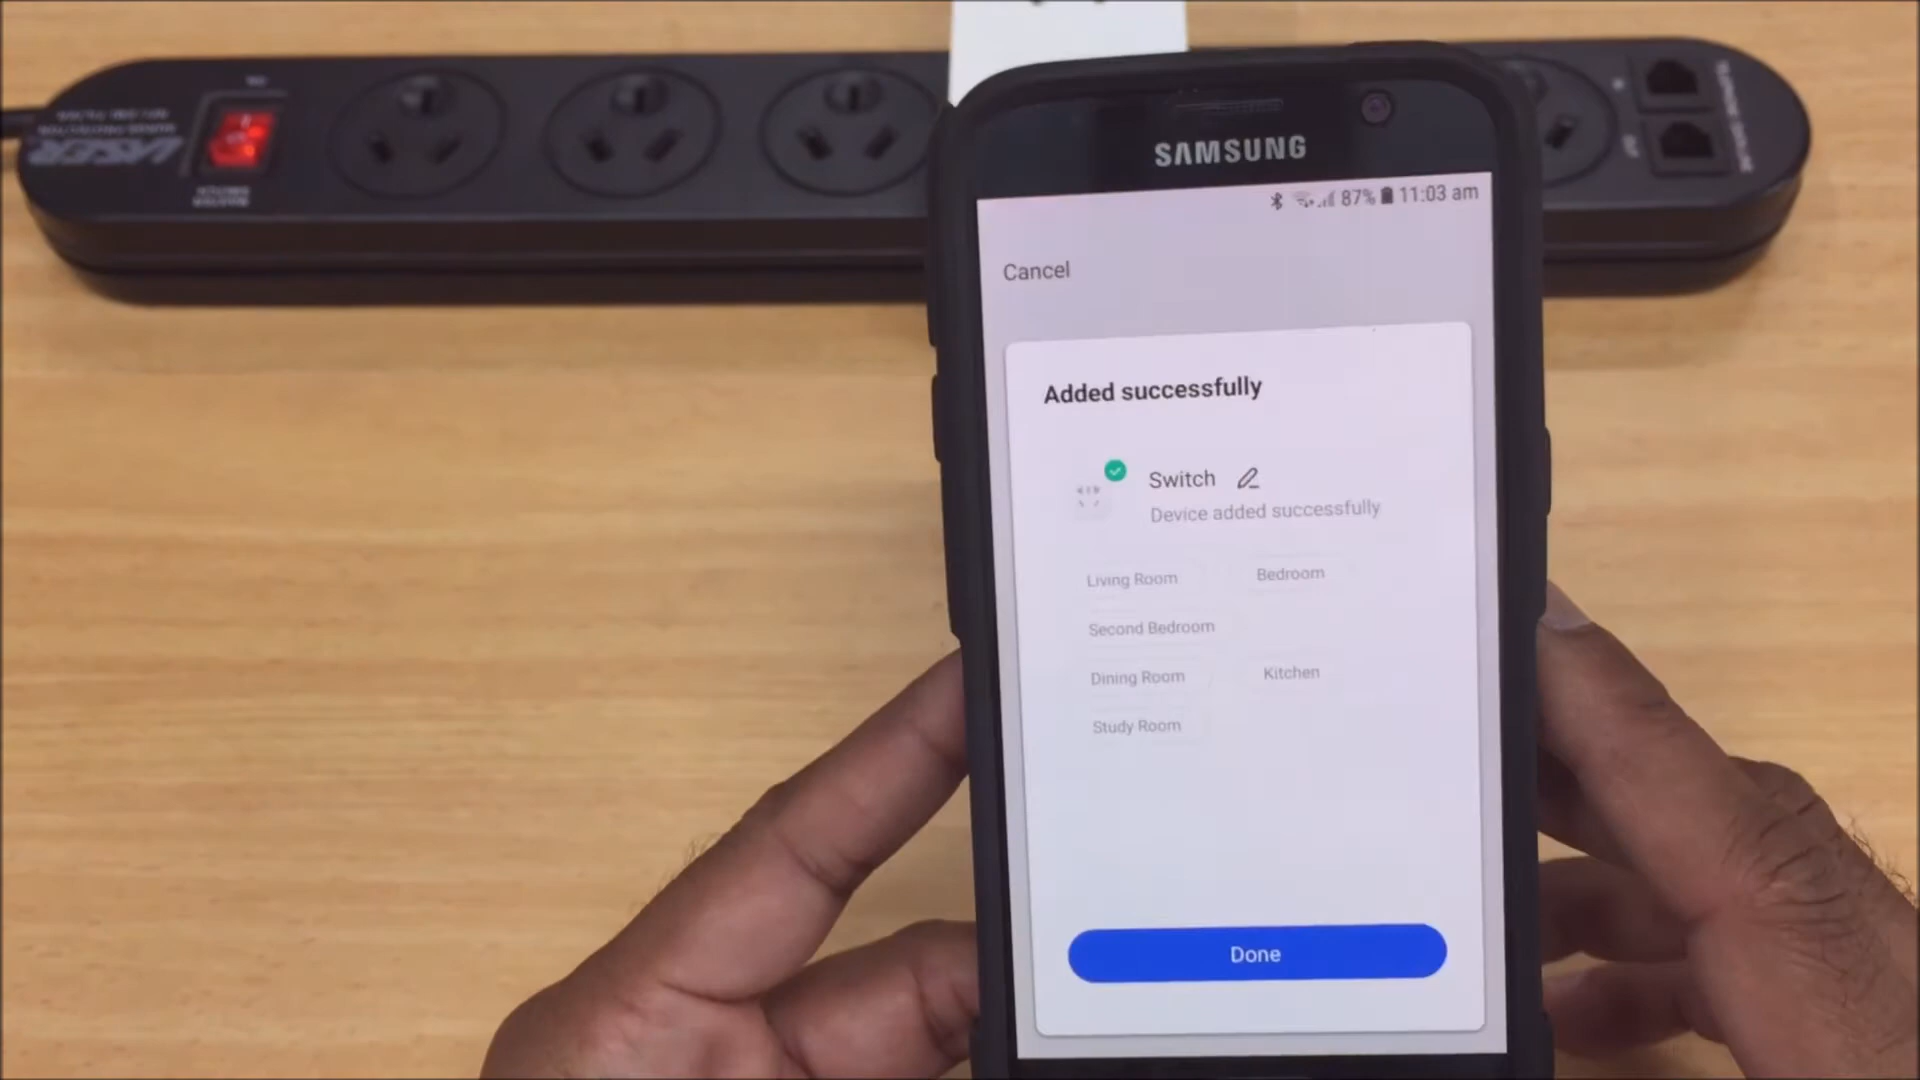 LASER
SAMSUNG
87% 11:03 am
Cancel
Added successfully
Switch
Device added successfully
Living Room Bedroom
Second Bedroom
Dining Room Kitchen
Study Room
Done